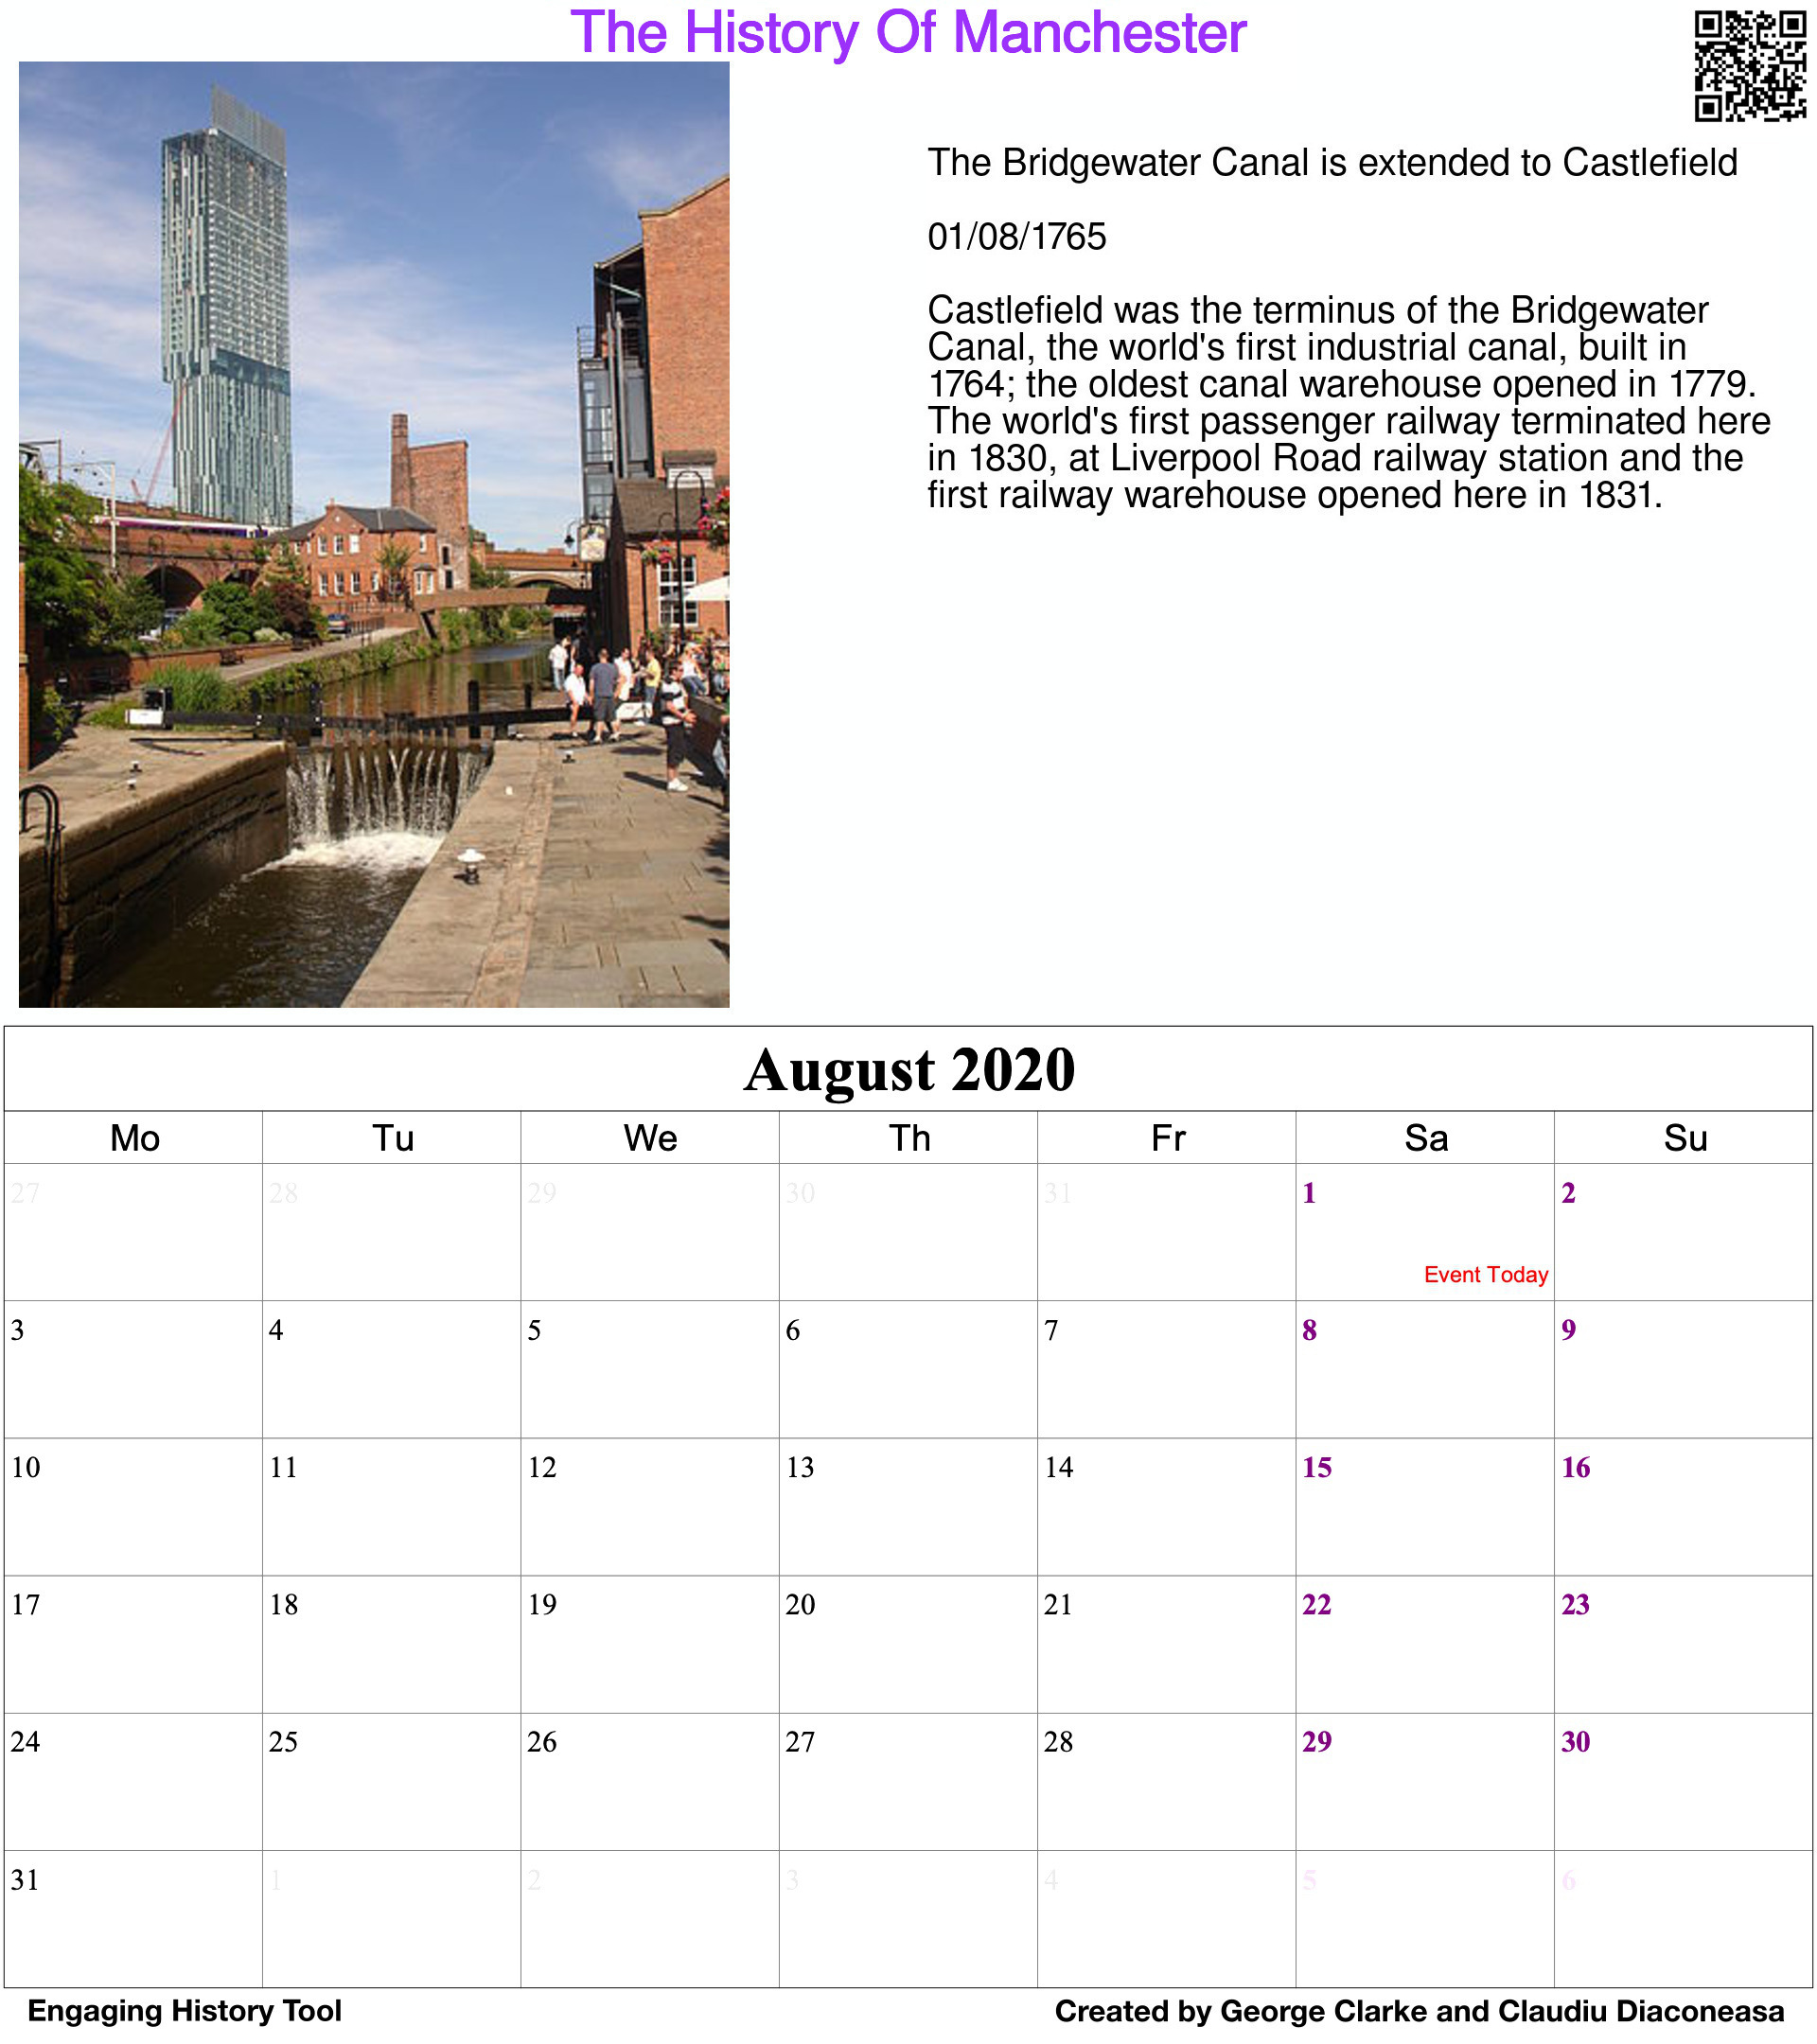 The History Of Manchester
The Bridgewater Canal is extended to Castlefield
01/08/1765
Castlefield was the terminus of the Bridgewater
Canal, the world's first industrial canal, built in
1764; the oldest canal warehouse opened in 1779.
The world's first passenger railway terminated here
in 1830, at Liverpool Road railway station and the
first railway warehouse opened here in 1831.
August 2020
Mo Tu We Th Fr Sa Su
27 28 29 30 31 1 2
Event Today
3 4 5 6 7 8 9
10 11 12 13 14 15 16
17 18 19 20 21 22 23
24 25 26 27 28 29 30
31 1 2 3 4 5 6
Engaging History Tool
Created by George Clarke and Claudiu Diaconeasa